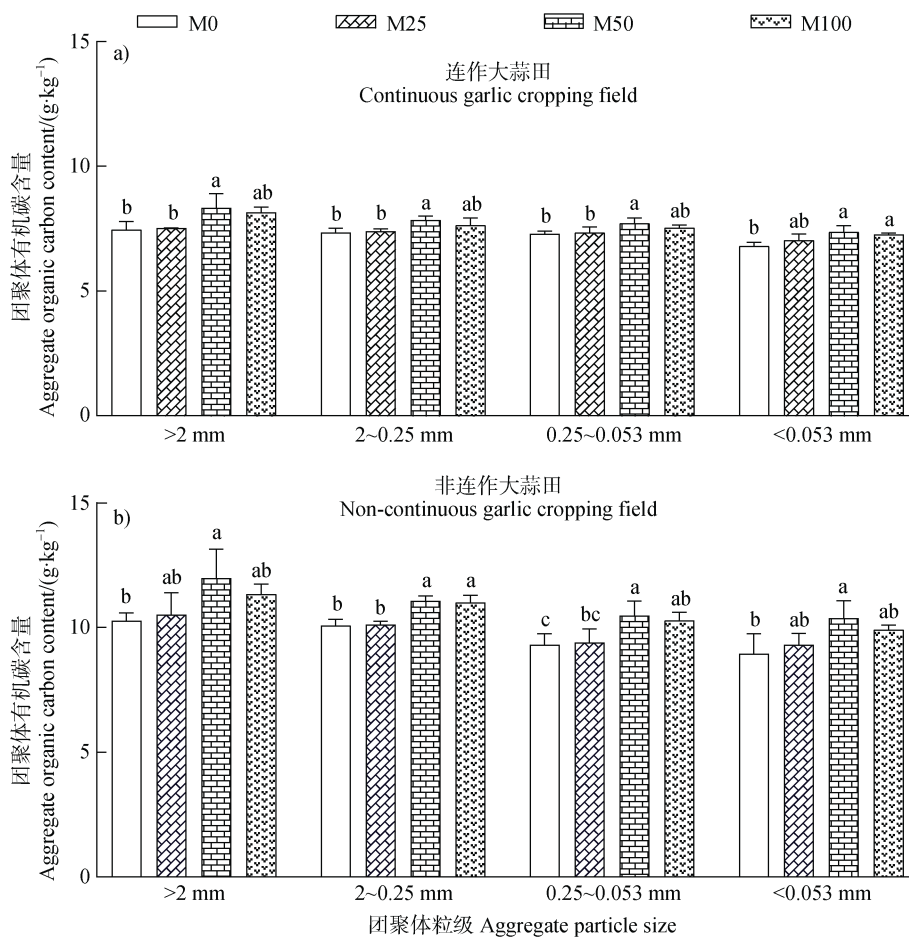 M0 M25 M50 M100
15
a)
连作大蒜田
Continuous garlic cropping field
团聚体有机碳含量
Aggregate organic carbon content/(g·kg⁻¹)
10
b b a ab
b b a ab
b b a ab
b ab a a
5
0
>2 mm 2~0.25 mm 0.25~0.053 mm <0.053 mm
非连作大蒜田
Non-continuous garlic cropping field
15
b)
团聚体有机碳含量
Aggregate organic carbon content/(g·kg⁻¹)
b ab a ab
b b a a
c bc a ab
b ab a ab
10
5
0
>2 mm 2~0.25 mm 0.25~0.053 mm <0.053 mm
团聚体粒级 Aggregate particle size